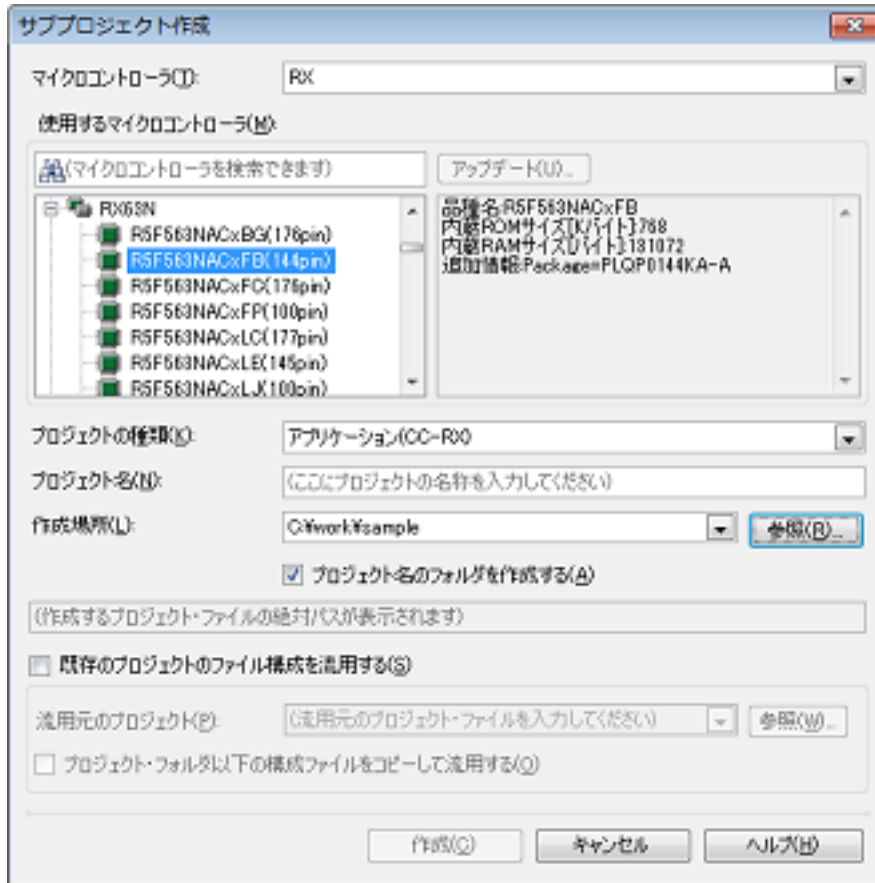 サブプロジェクト作成
マイクロコントローラ(T): RX
使用するマイクロコントローラ(M):
(マイクロコントローラを検索できます) アップデート(U)...
RX63N
R5F563NACxBG(176pin)
R5F563NACxFB(144pin)
R5F563NACxFC(176pin)
R5F563NACxFP(100pin)
R5F563NACxLC(177pin)
R5F563NACxLE(145pin)
R5F563NACxLJ(100pin)
品種名:R5F563NACxFB
内蔵ROMサイズ[Kバイト]:768
内蔵RAMサイズ[バイト]:131072
追加情報:Package=PLQP0144KA-A
プロジェクトの種類(K): アプリケーション(CC-RX)
プロジェクト名(N): (ここにプロジェクトの名称を入力してください)
作成場所(L): C:¥work¥sample 参照(R)...
プロジェクト名のフォルダを作成する(A)
(作成するプロジェクト・ファイルの絶対パスが表示されます)
既存のプロジェクトのファイル構成を流用する(S)
流用元のプロジェクト(P): (流用元のプロジェクト・ファイルを入力してください) 参照(W)...
プロジェクト・フォルダ以下の構成ファイルをコピーして流用する(O)
作成(C) キャンセル ヘルプ(H)